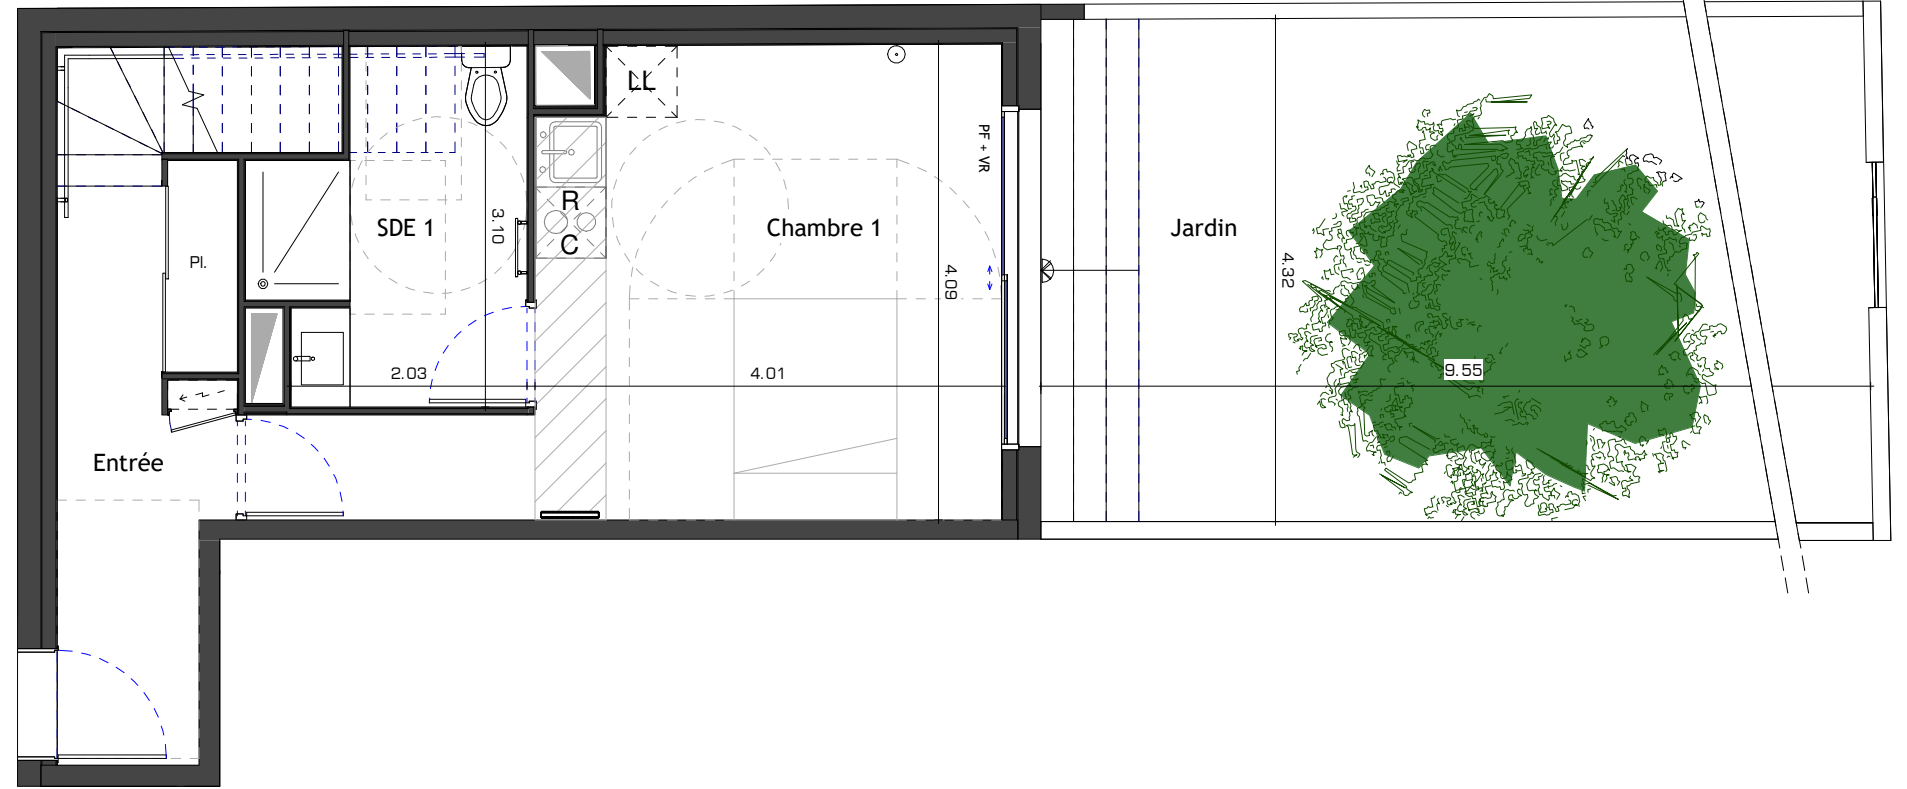 LL
PF + VR
R
C
SDE 1
3.10
Chambre 1
Jardin
Pl.
4.09
4.32
2.03
4.01
9.55
Entrée